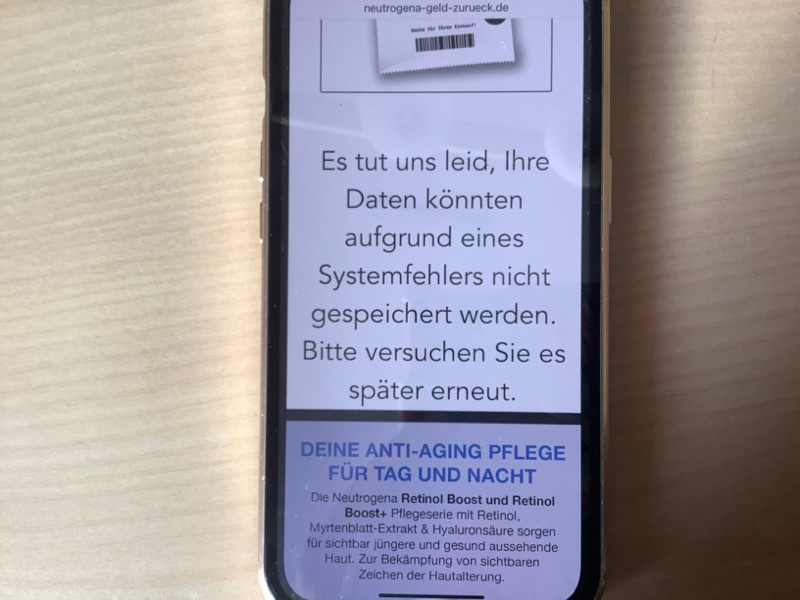 neutrogena-geld-zurueck.de
Danke für Ihren Einkauf!
Es tut uns leid, Ihre
Daten könnten
aufgrund eines
Systemfehlers nicht
gespeichert werden.
Bitte versuchen Sie es
später erneut.
DEINE ANTI-AGING PFLEGE
FÜR TAG UND NACHT
Die Neutrogena Retinol Boost und Retinol
Boost+ Pflegeserie mit Retinol,
Myrtenblatt-Extrakt & Hyaluronsäure sorgen
für sichtbar jüngere und gesund aussehende
Haut. Zur Bekämpfung von sichtbaren
Zeichen der Hautalterung.